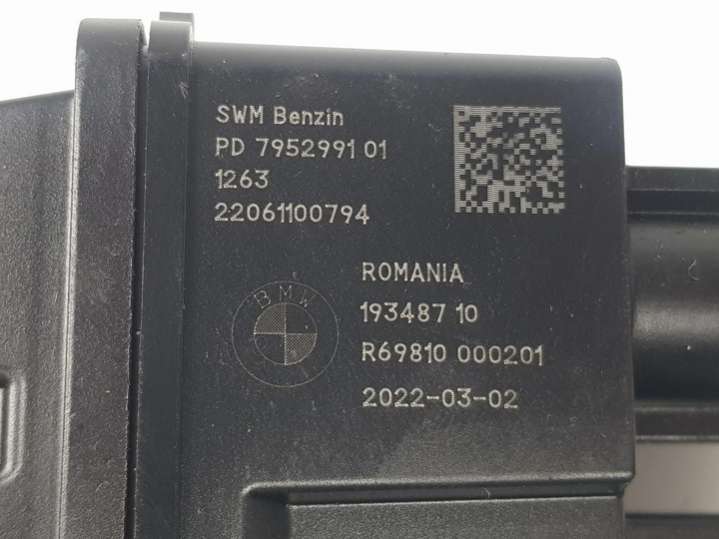 SWM Benzin
PD 7952991 01
1263
22061100794
BMW
ROMANIA
193487 10
R69810 000201
2022-03-02